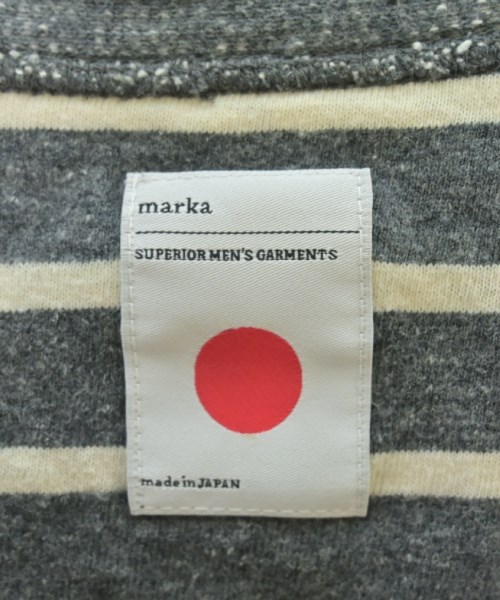 marka
SUPERIOR MEN'S GARMENTS
made in JAPAN